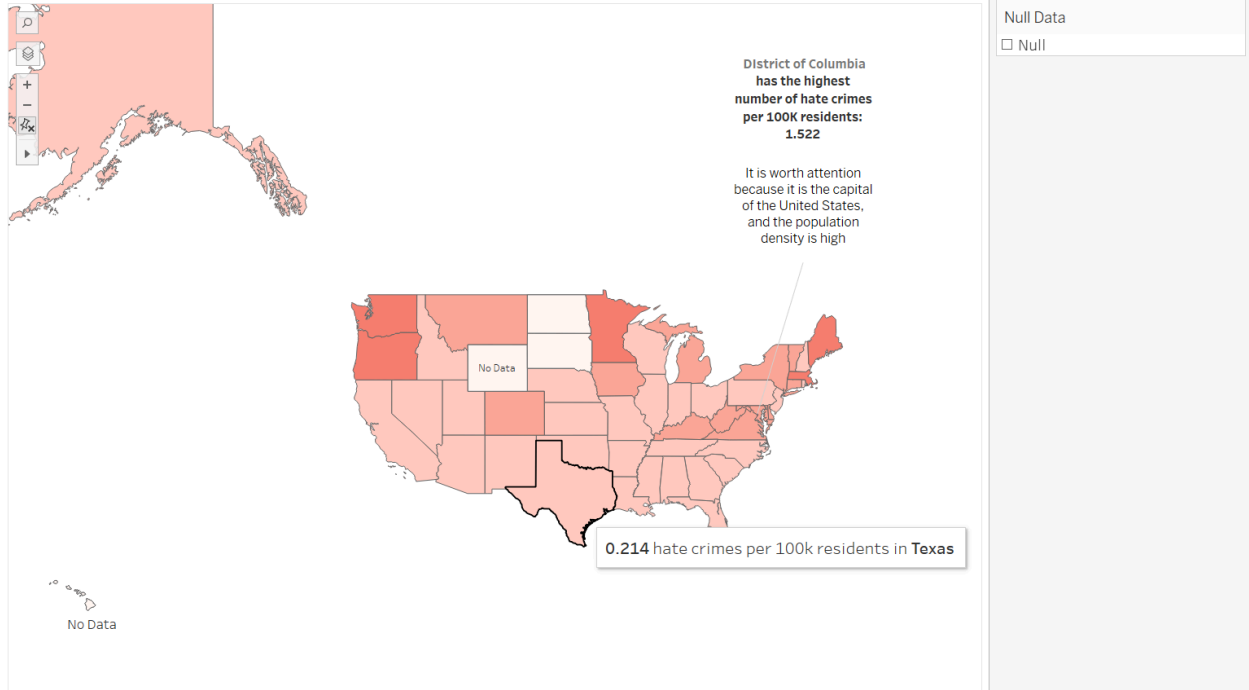 Null Data
Null
DIstrict of Columbia
has the highest
number of hate crimes
per 100K residents:
1.522
It is worth attention
because it is the capital
of the United States,
and the population
density is high
No Data
0.214 hate crimes per 100k residents in Texas
No Data